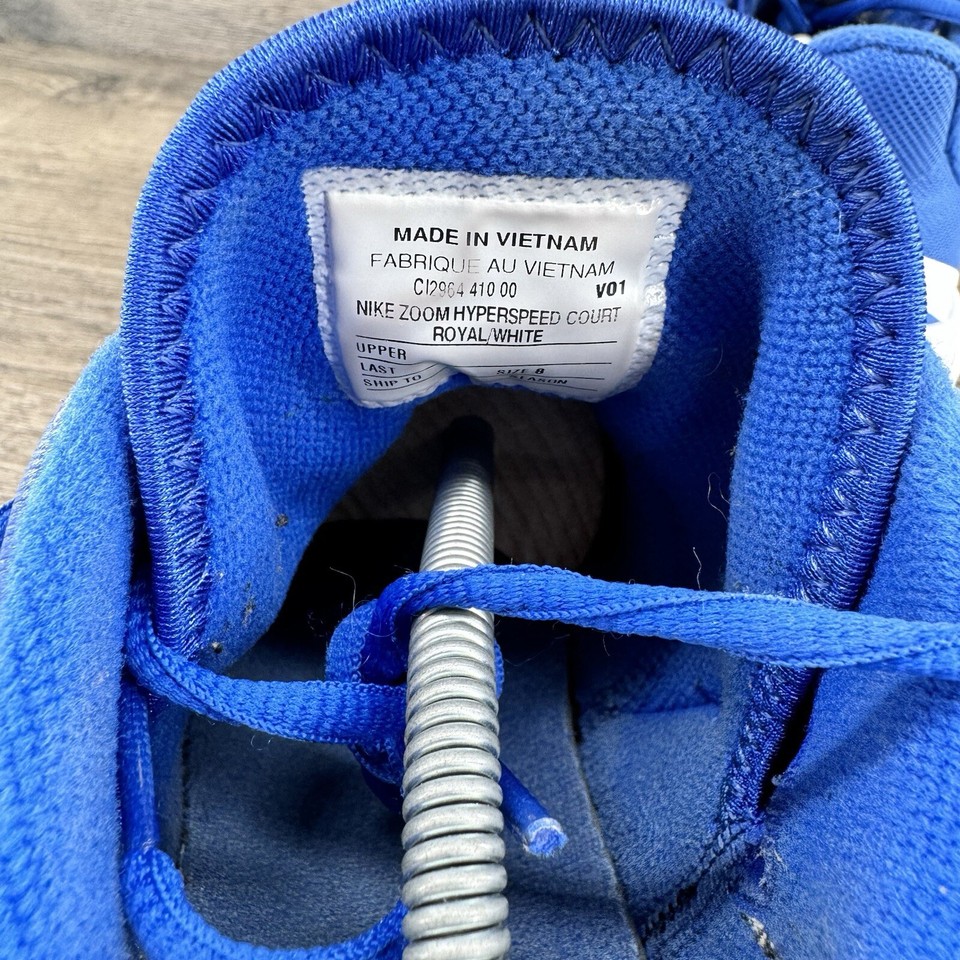 MADE IN VIETNAM
FABRIQUE AU VIETNAM
CI2964 410 00 V01
NIKE ZOOM HYPERSPEED COURT
ROYAL/WHITE
UPPER
LAST SIZE 8
SHIP TO SEASON